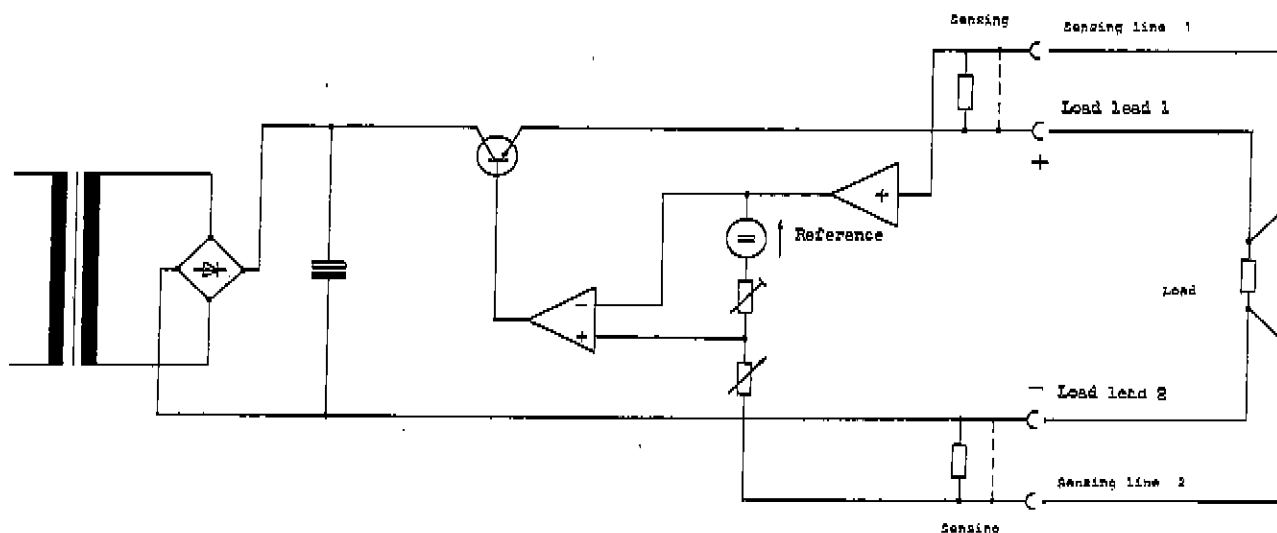 Sensing
Sensing line 1
Load lead 1
+
+
Reference
=
−
+
Load
−
Load lead 2
Sensing line 2
Sensing